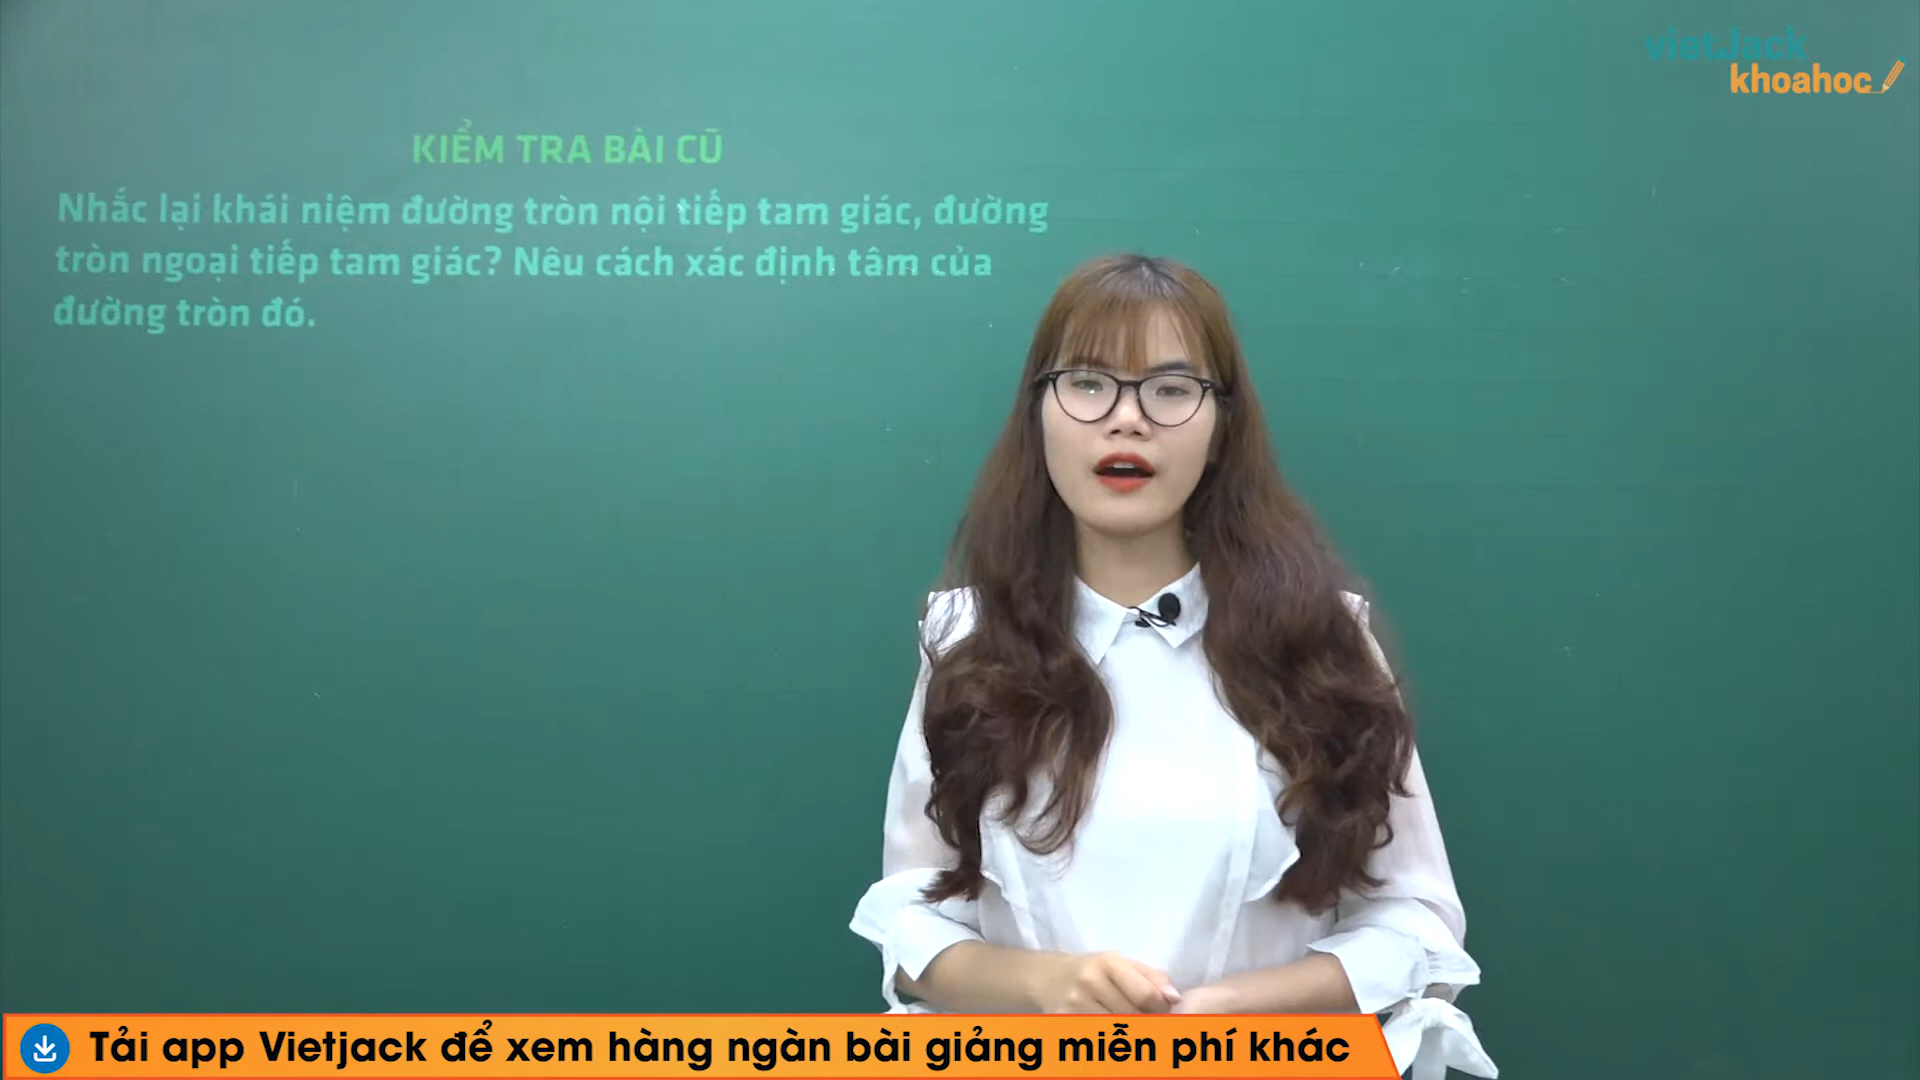 vietJack
khoahoc
KIỂM TRA BÀI CŨ
Nhắc lại khái niệm đường tròn nội tiếp tam giác, đường
tròn ngoại tiếp tam giác? Nêu cách xác định tâm của
đường tròn đó.
Tải app Vietjack để xem hàng ngàn bài giảng miễn phí khác